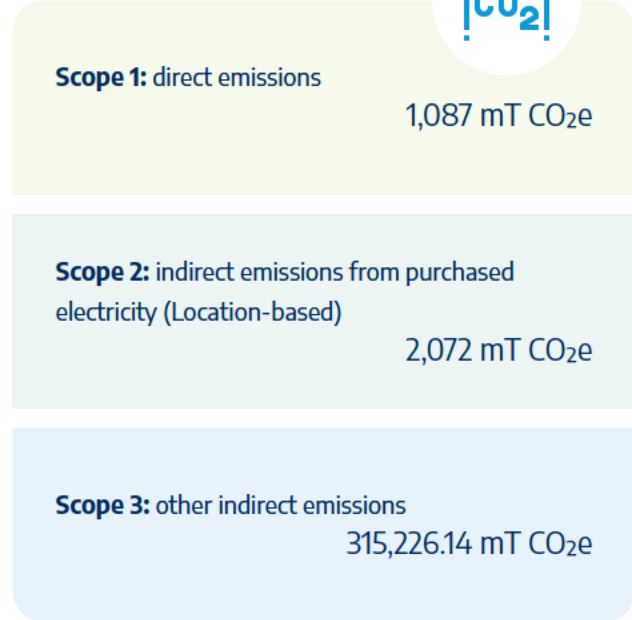 CO2
Scope 1: direct emissions
1,087 mT CO2e
Scope 2: indirect emissions from purchased
electricity (Location-based)
2,072 mT CO2e
Scope 3: other indirect emissions
315,226.14 mT CO2e